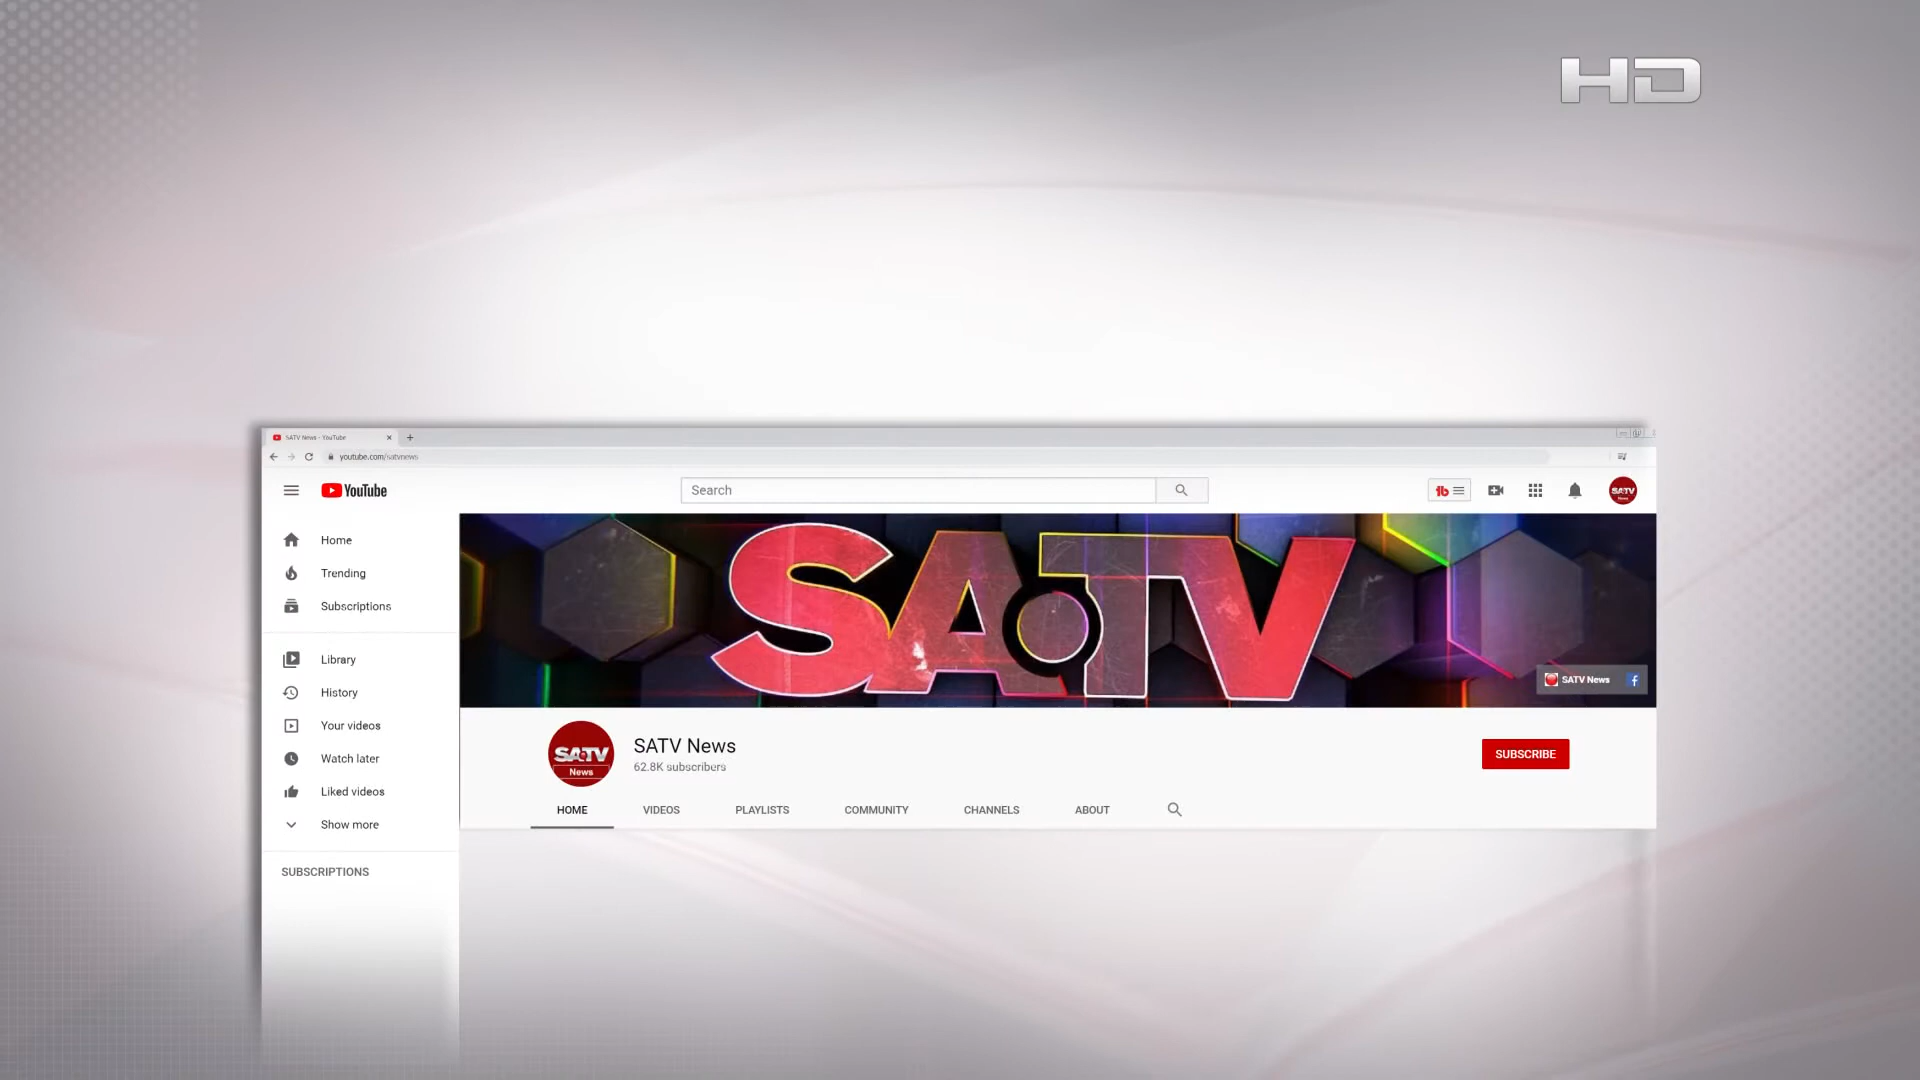 HD
SATV News - YouTube
youtube.com/satvnews
YouTube
Search
SATV News
Home
Trending
Subscriptions
Library
History
Your videos
Watch later
Liked videos
Show more
SUBSCRIPTIONS
SATV
SATV News
SATV
News
SATV News
62.8K subscribers
SUBSCRIBE
HOME VIDEOS PLAYLISTS COMMUNITY CHANNELS ABOUT